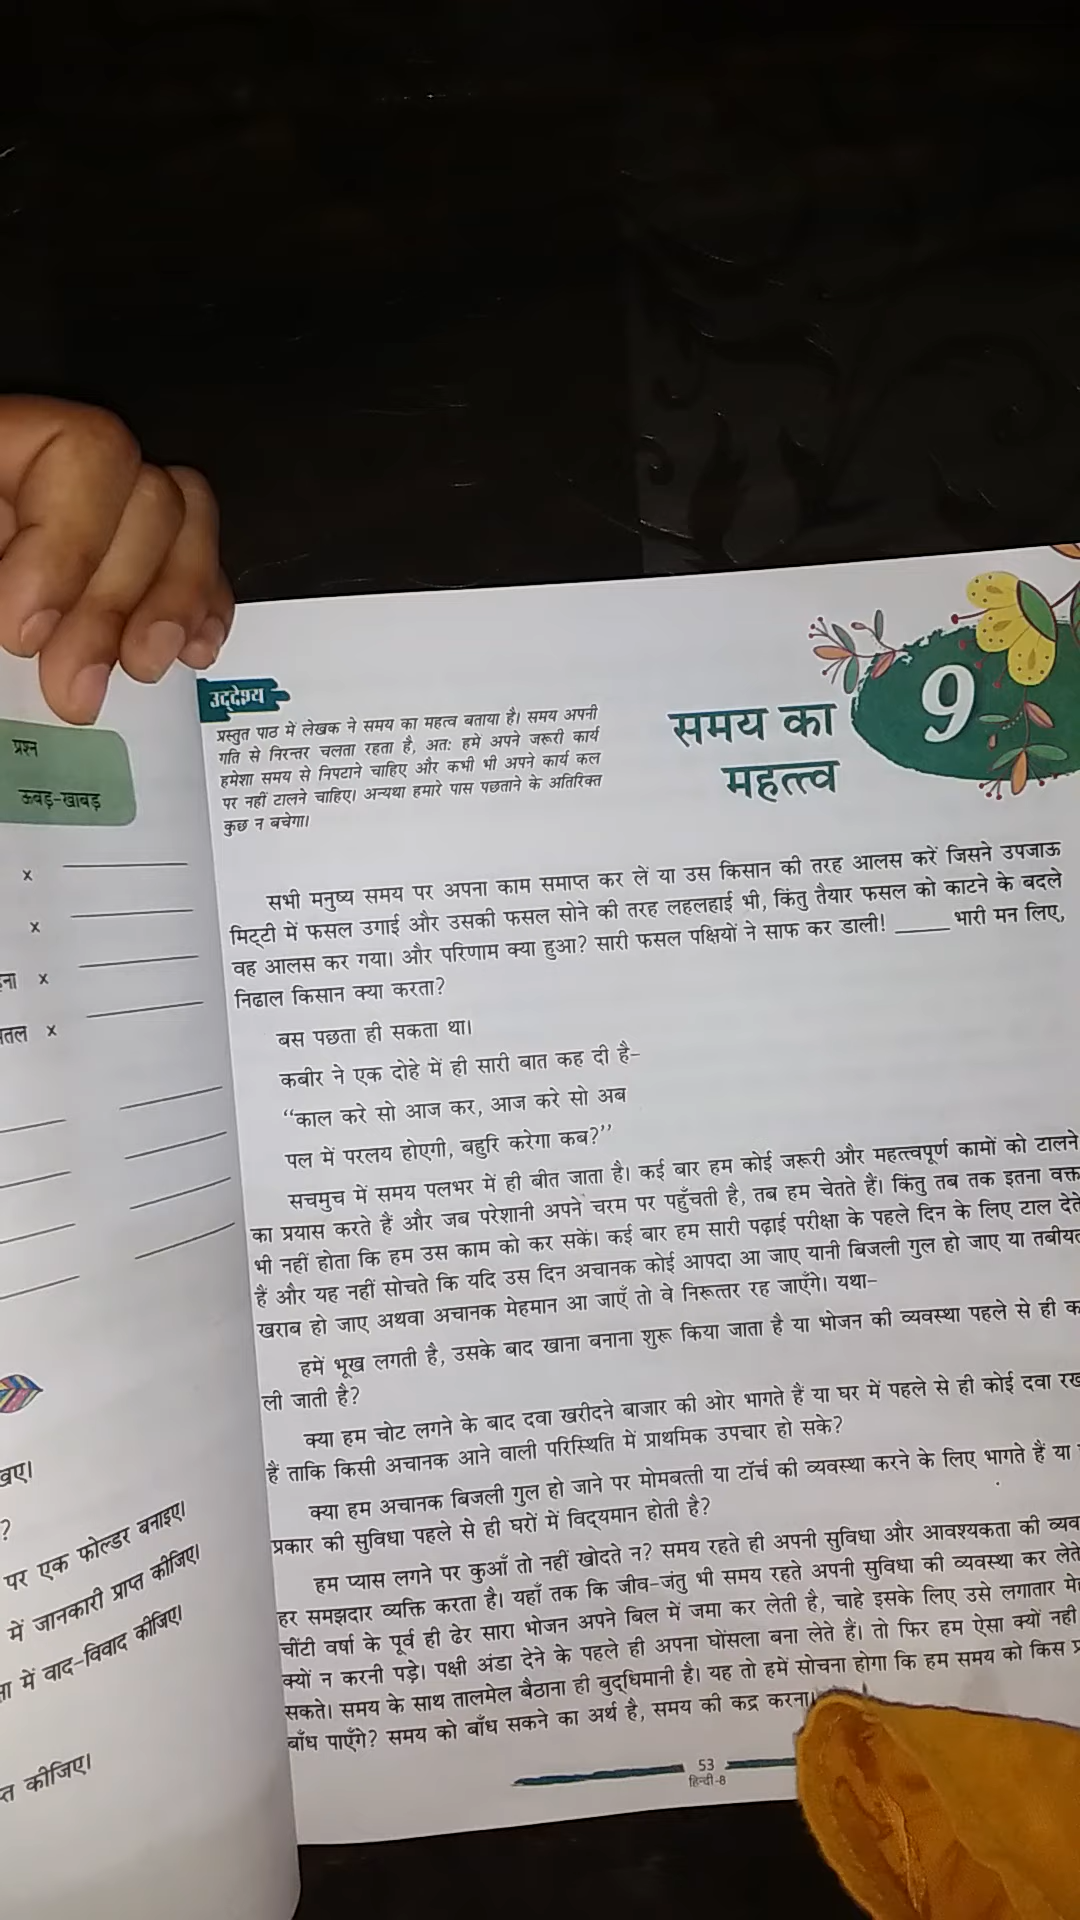 प्रश्न
ऊबड़-खाबड़
x
x
x
x
?
पर एक फोल्डर बनाइए।
में जानकारी प्राप्त कीजिए।
में वाद-विवाद कीजिए।
कीजिए।
उद्देश्य
प्रस्तुत पाठ में लेखक ने समय का महत्व बताया है। समय अपनी
गति से निरन्तर चलता रहता है, अतः हमे अपने जरूरी कार्य
हमेशा समय से निपटाने चाहिए और कभी भी अपने कार्य कल
पर नहीं टालने चाहिए। अन्यथा हमारे पास पछताने के अतिरिक्त
कुछ न बचेगा।
समय का
महत्त्व
9
सभी मनुष्य समय पर अपना काम समाप्त कर लें या उस किसान की तरह आलस करें जिसने उपजाऊ
मिट्टी में फसल उगाई और उसकी फसल सोने की तरह लहलहाई भी, किंतु तैयार फसल को काटने के बदले
वह आलस कर गया। और परिणाम क्या हुआ? सारी फसल पक्षियों ने साफ कर डाली! _____ भारी मन लिए,
निढाल किसान क्या करता?
बस पछता ही सकता था।
कबीर ने एक दोहे में ही सारी बात कह दी है–
“काल करे सो आज कर, आज करे सो अब
पल में परलय होएगी, बहुरि करेगा कब?”
सचमुच में समय पलभर में ही बीत जाता है। कई बार हम कोई जरूरी और महत्त्वपूर्ण कामों को टालने
का प्रयास करते हैं और जब परेशानी अपने चरम पर पहुँचती है, तब हम चेतते हैं। किंतु तब तक इतना वक्त
भी नहीं होता कि हम उस काम को कर सकें। कई बार हम सारी पढ़ाई परीक्षा के पहले दिन के लिए टाल देते
हैं और यह नहीं सोचते कि यदि उस दिन अचानक कोई आपदा आ जाए यानी बिजली गुल हो जाए या तबीयत
खराब हो जाए अथवा अचानक मेहमान आ जाएँ तो वे निरूत्तर रह जाएँगे। यथा–
हमें भूख लगती है, उसके बाद खाना बनाना शुरू किया जाता है या भोजन की व्यवस्था पहले से ही
ली जाती है?
क्या हम चोट लगने के बाद दवा खरीदने बाजार की ओर भागते हैं या घर में पहले से ही कोई दवा
हैं ताकि किसी अचानक आने वाली परिस्थिति में प्राथमिक उपचार हो सके?
क्या हम अचानक बिजली गुल हो जाने पर मोमबत्ती या टॉर्च की व्यवस्था करने के लिए भागते हैं या
प्रकार की सुविधा पहले से ही घरों में विद्यमान होती है?
हम प्यास लगने पर कुआँ तो नहीं खोदते न? समय रहते ही अपनी सुविधा और आवश्यकता की
हर समझदार व्यक्ति करता है। यहाँ तक कि जीव-जंतु भी समय रहते अपनी सुविधा की व्यवस्था कर लेते
चींटी वर्षा के पूर्व ही ढेर सारा भोजन अपने बिल में जमा कर लेती है, चाहे इसके लिए उसे लगातार
क्यों न करनी पड़े। पक्षी अंडा देने के पहले ही अपना घोंसला बना लेते हैं। तो फिर हम ऐसा क्यों नहीं
सकते। समय के साथ तालमेल बैठाना ही बुद्धिमानी है। यह तो हमें सोचना होगा कि हम समय को किस
बाँध पाएँगे? समय को बाँध सकने का अर्थ है, समय की कद्र करना।
53
हिन्दी-8